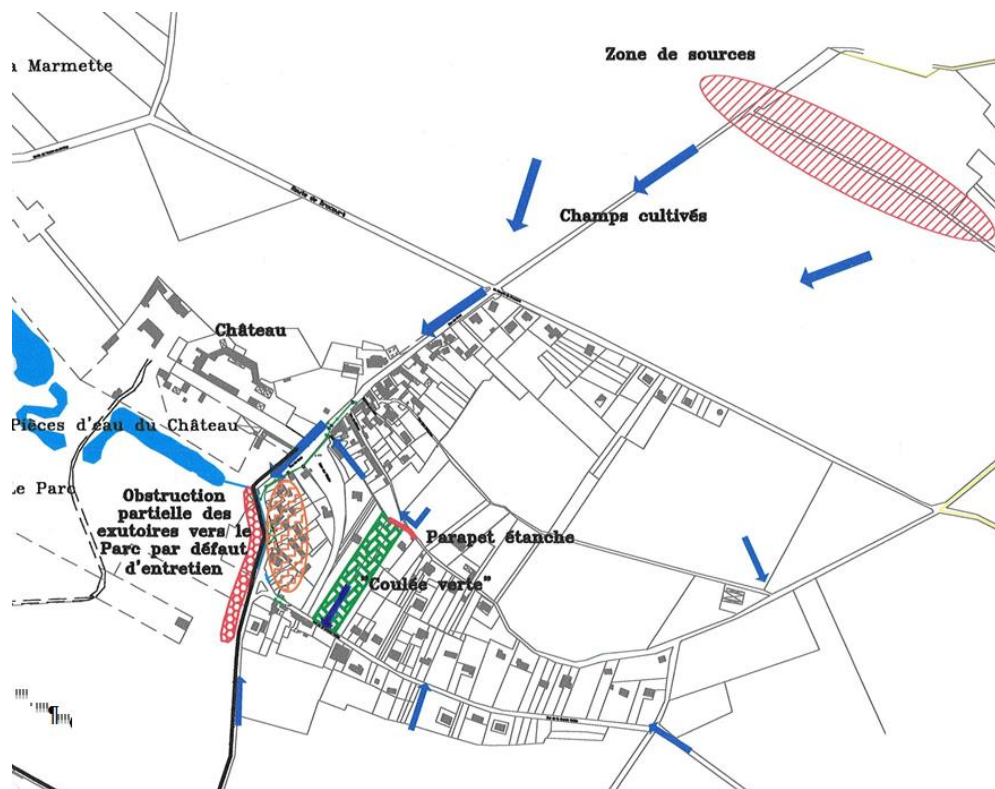 Zone de sources
a Marmette
Champs cultivés
Château
Pièces d'eau du Château
Le Parc
Obstruction
partielle des
exutoires vers le
Parc par défaut
d'entretien
Parapet étanche
"Coulée verte"